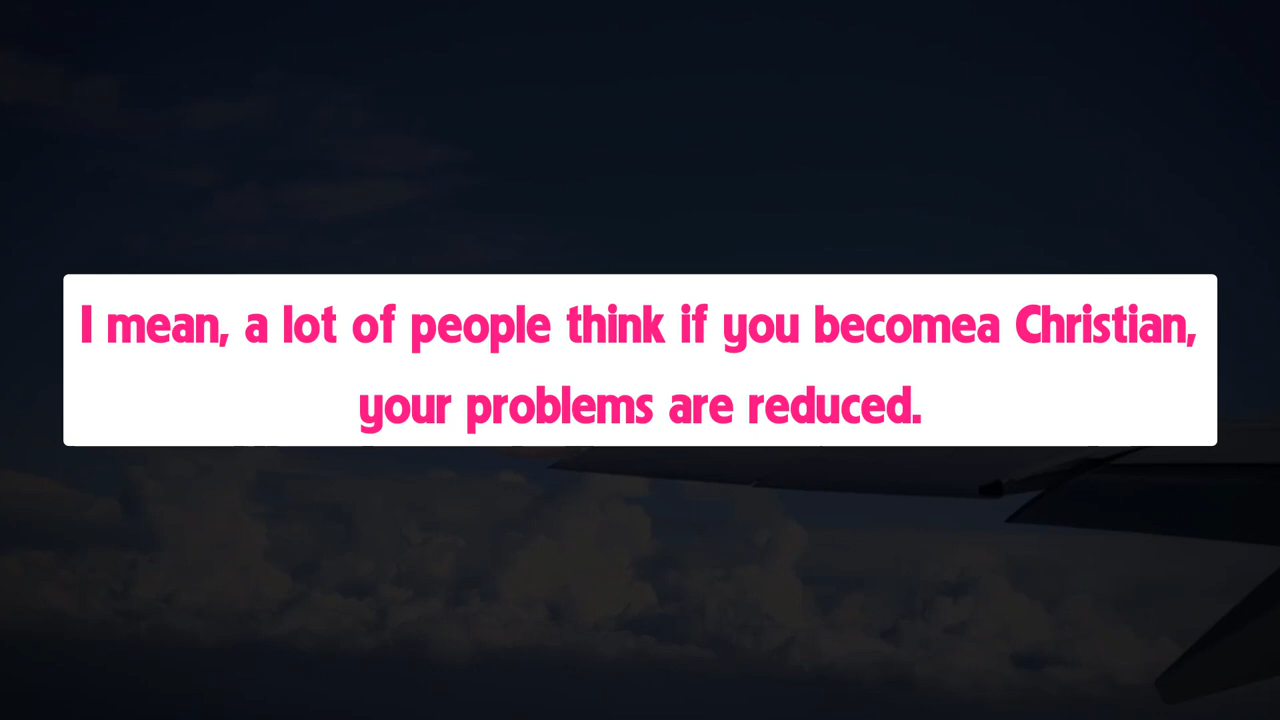 I mean, a lot of people think if you becomea Christian,
your problems are reduced.